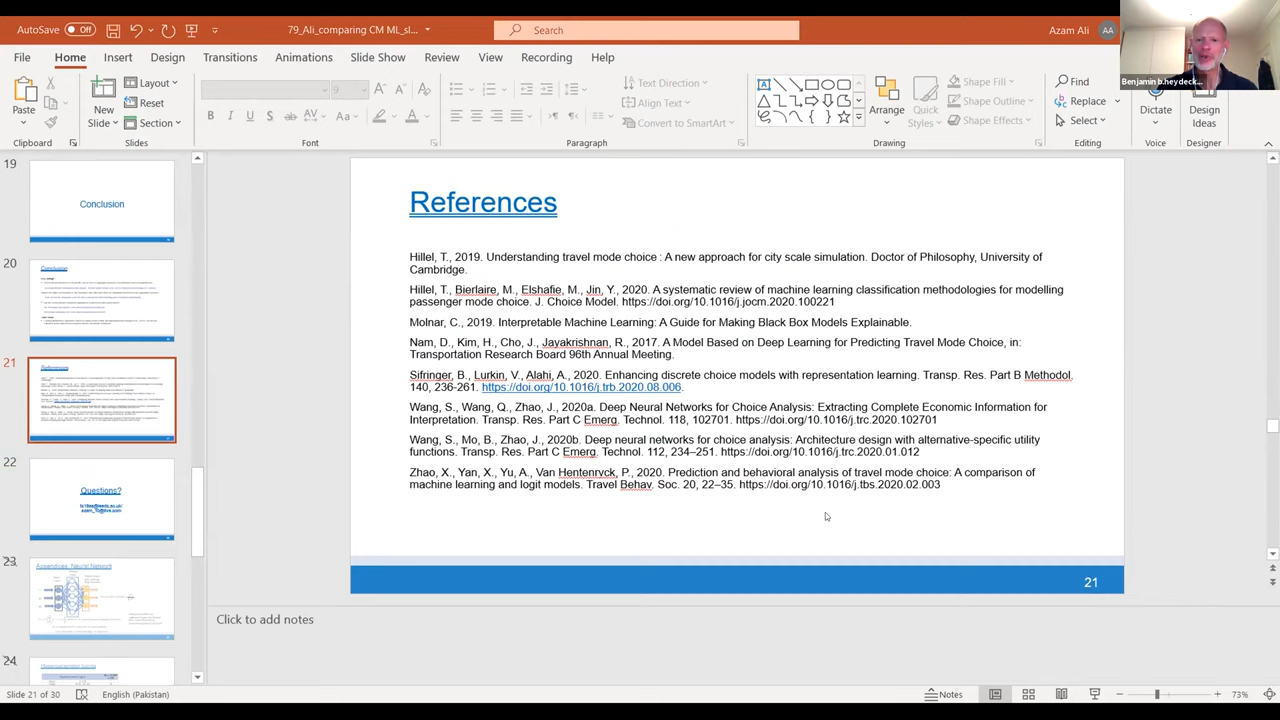 AutoSave Off 79_Ali_comparing CM ML_sl... Search Azam Ali AA
File Home Insert Design Transitions Animations Slide Show Review View Recording Help
Benjamin b.heydeck...
Paste New Slide Layout Reset Section 9 Text Direction Align Text Convert to SmartArt Arrange Quick Styles Shape Fill Shape Outline Shape Effects Find Replace Select Dictate Design Ideas
Clipboard Slides Font Paragraph Drawing Editing Voice Designer
19
Conclusion
20
Conclusion
21
References
22
Questions?
23
Appendices: Neural Network
24
References
Hillel, T., 2019. Understanding travel mode choice : A new approach for city scale simulation. Doctor of Philosophy, University of
Cambridge.
Hillel, T., Bierlaire, M., Elshafie, M., Jin, Y., 2020. A systematic review of machine learning classification methodologies for modelling
passenger mode choice. J. Choice Model. https://doi.org/10.1016/j.jocm.2020.100221
Molnar, C., 2019. Interpretable Machine Learning: A Guide for Making Black Box Models Explainable.
Nam, D., Kim, H., Cho, J., Jayakrishnan, R., 2017. A Model Based on Deep Learning for Predicting Travel Mode Choice, in:
Transportation Research Board 96th Annual Meeting.
Sifringer, B., Lurkin, V., Alahi, A., 2020. Enhancing discrete choice models with representation learning. Transp. Res. Part B Methodol.
140, 236–261. https://doi.org/10.1016/j.trb.2020.08.006.
Wang, S., Wang, Q., Zhao, J., 2020a. Deep Neural Networks for Choice Analysis: Extracting Complete Economic Information for
Interpretation. Transp. Res. Part C Emerg. Technol. 118, 102701. https://doi.org/10.1016/j.trc.2020.102701
Wang, S., Mo, B., Zhao, J., 2020b. Deep neural networks for choice analysis: Architecture design with alternative-specific utility
functions. Transp. Res. Part C Emerg. Technol. 112, 234–251. https://doi.org/10.1016/j.trc.2020.01.012
Zhao, X., Yan, X., Yu, A., Van Hentenryck, P., 2020. Prediction and behavioral analysis of travel mode choice: A comparison of
machine learning and logit models. Travel Behav. Soc. 20, 22–35. https://doi.org/10.1016/j.tbs.2020.02.003
21
Click to add notes
Slide 21 of 30 English (Pakistan) Notes 73%